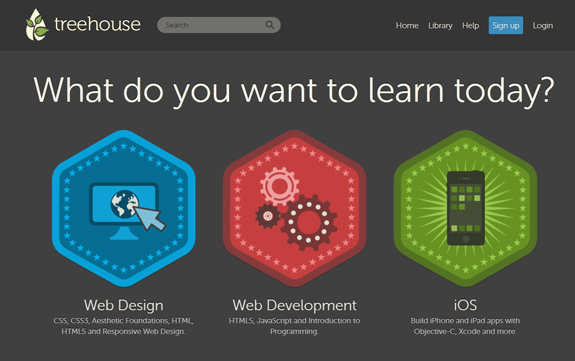 treehouse
Search
Home Library Help Sign up Login
What do you want to learn today?
Web Design
CSS, CSS3, Aesthetic Foundations, HTML,
HTML5 and Responsive Web Design.
Web Development
HTML5, JavaScript and Introduction to
Programming.
iOS
Build iPhone and iPad apps with
Objective-C, Xcode and more.